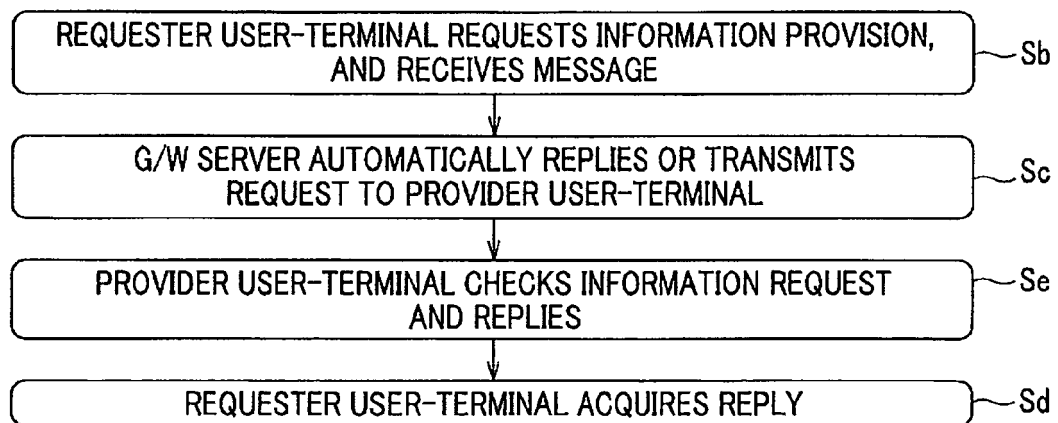 REQUESTER USER-TERMINAL REQUESTS INFORMATION PROVISION,
AND RECEIVES MESSAGE
Sb
G/W SERVER AUTOMATICALLY REPLIES OR TRANSMITS
REQUEST TO PROVIDER USER-TERMINAL
Sc
PROVIDER USER-TERMINAL CHECKS INFORMATION REQUEST
AND REPLIES
Se
REQUESTER USER-TERMINAL ACQUIRES REPLY
Sd